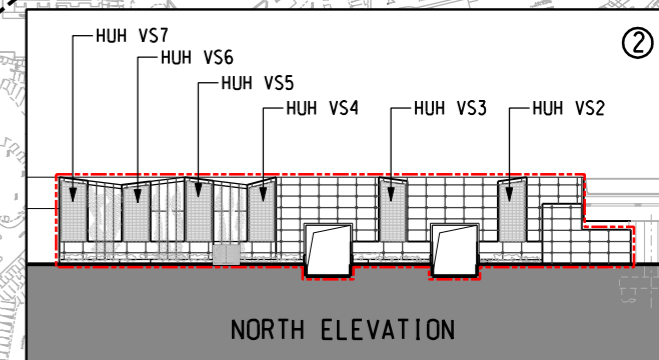 ②
HUH VS7
HUH VS6
HUH VS5
HUH VS4
HUH VS3
HUH VS2
NORTH ELEVATION